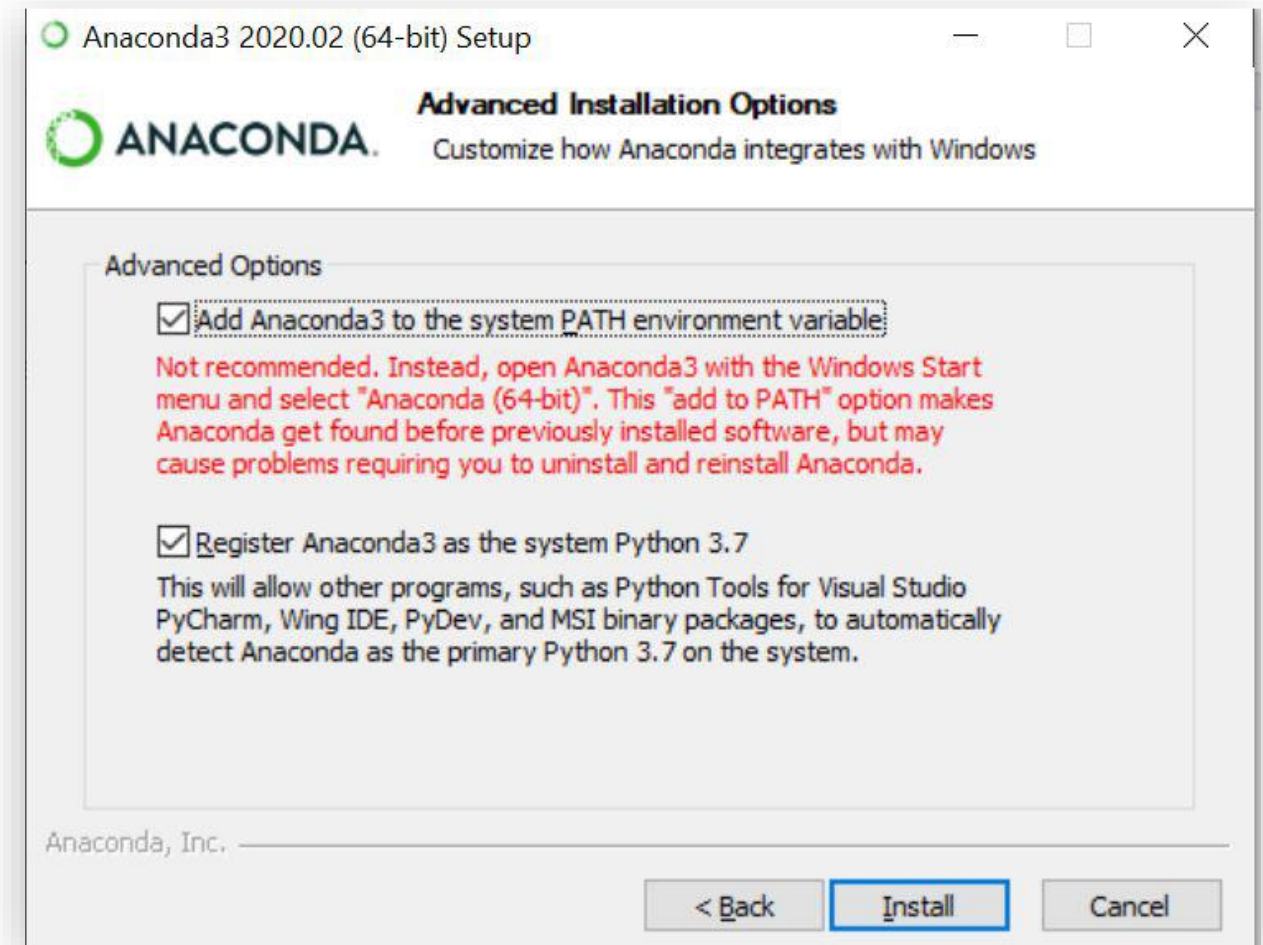 Anaconda3 2020.02 (64-bit) Setup
ANACONDA.
Advanced Installation Options
Customize how Anaconda integrates with Windows
Advanced Options
Add Anaconda3 to the system PATH environment variable
Not recommended. Instead, open Anaconda3 with the Windows Start
menu and select "Anaconda (64-bit)". This "add to PATH" option makes
Anaconda get found before previously installed software, but may
cause problems requiring you to uninstall and reinstall Anaconda.
Register Anaconda3 as the system Python 3.7
This will allow other programs, such as Python Tools for Visual Studio
PyCharm, Wing IDE, PyDev, and MSI binary packages, to automatically
detect Anaconda as the primary Python 3.7 on the system.
Anaconda, Inc.
< Back
Install
Cancel